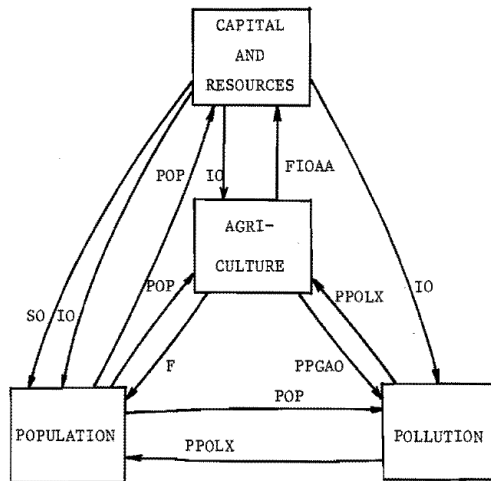 CAPITAL
AND
RESOURCES
POP
IO
FIOAA
AGRI-
CULTURE
SO
IO
POP
PPOLX
IO
F
PPGAO
POPULATION
POP
PPOLX
POLLUTION